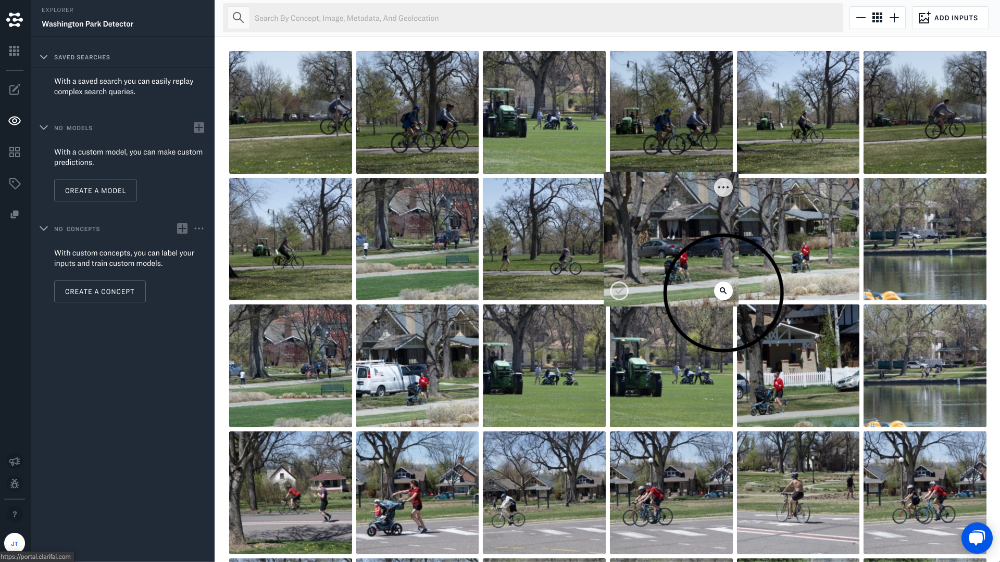 EXPLORER
Washington Park Detector
Search By Concept, Image, Metadata, And Geolocation
ADD INPUTS
SAVED SEARCHES
With a saved search you can easily replay
complex search queries.
NO MODELS
With a custom model, you can make custom
predictions.
CREATE A MODEL
NO CONCEPTS
With custom concepts, you can label your
inputs and train custom models.
CREATE A CONCEPT
?
JT
https://portal.clarifai.com